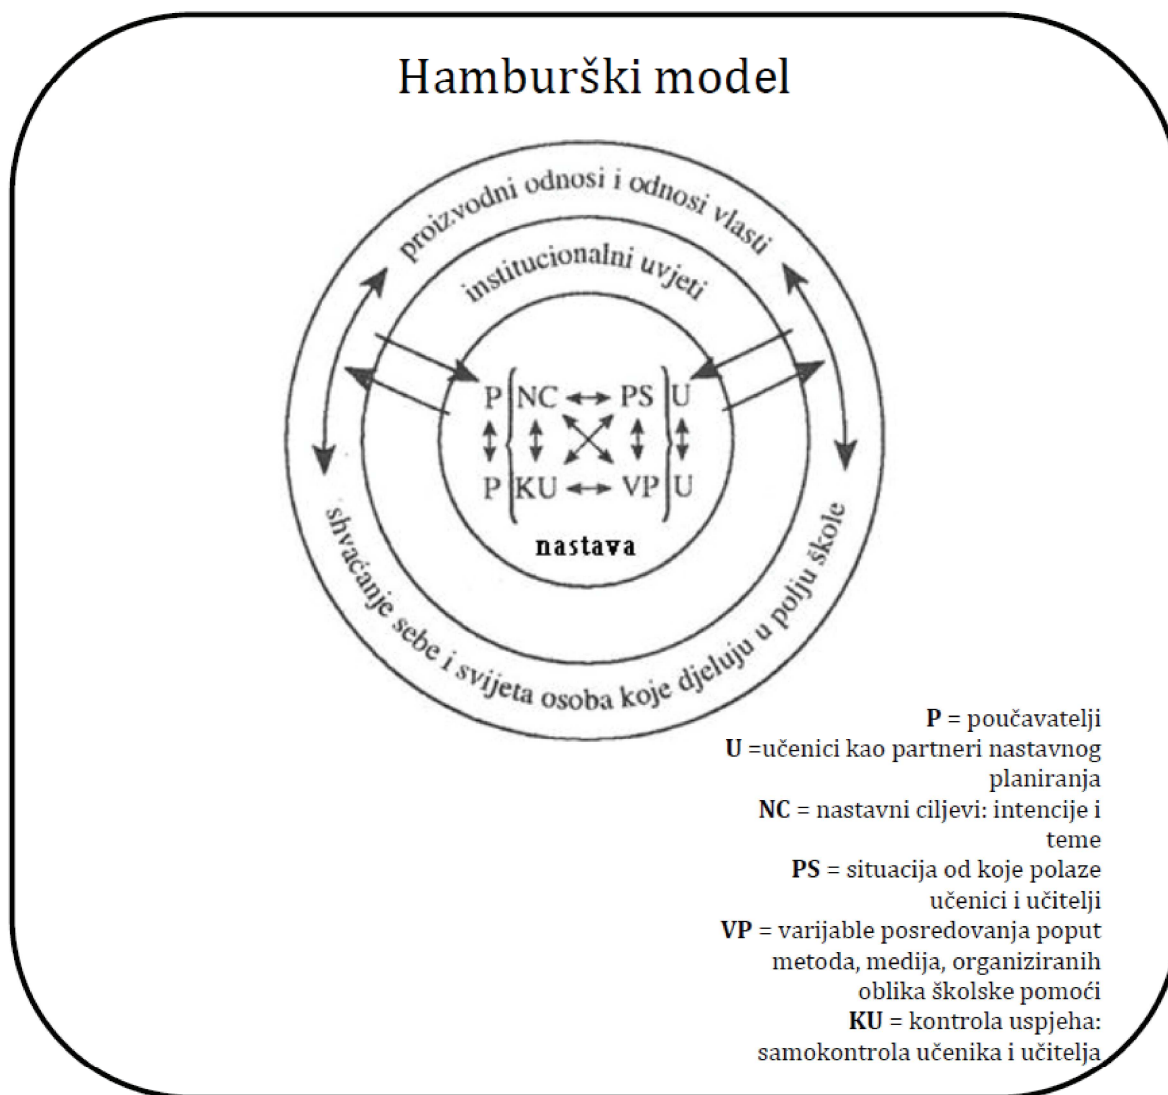 Hamburški model
proizvodni odnosi i odnosi vlasti
institucionalni uvjeti
P NC PS U
P KU VP U
nastava
shvaćanje sebe i svijeta osoba koje djeluju u polju škole
P = poučavatelji
U =učenici kao partneri nastavnog
planiranja
NC = nastavni ciljevi: intencije i
teme
PS = situacija od koje polaze
učenici i učitelji
VP = varijable posredovanja poput
metoda, medija, organiziranih
oblika školske pomoći
KU = kontrola uspjeha:
samokontrola učenika i učitelja